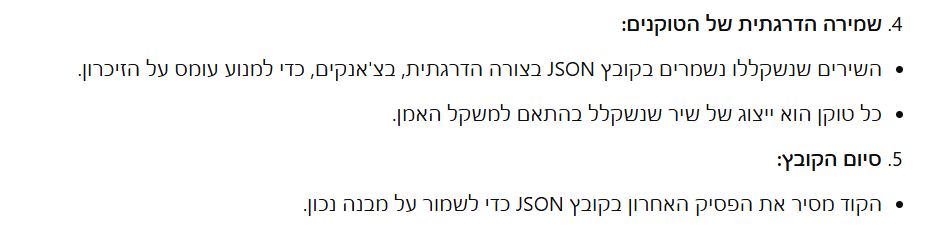 4. שמירה הדרגתית של הטוקנים:
• השירים שנשקללו נשמרים בקובץ JSON בצורה הדרגתית, בצ'אנקים, כדי למנוע עומס על הזיכרון.
• כל טוקן הוא ייצוג של שיר שנשקלל בהתאם למשקל האמן.
5. סיום הקובץ:
• הקוד מסיר את הפסיק האחרון בקובץ JSON כדי לשמור על מבנה נכון.